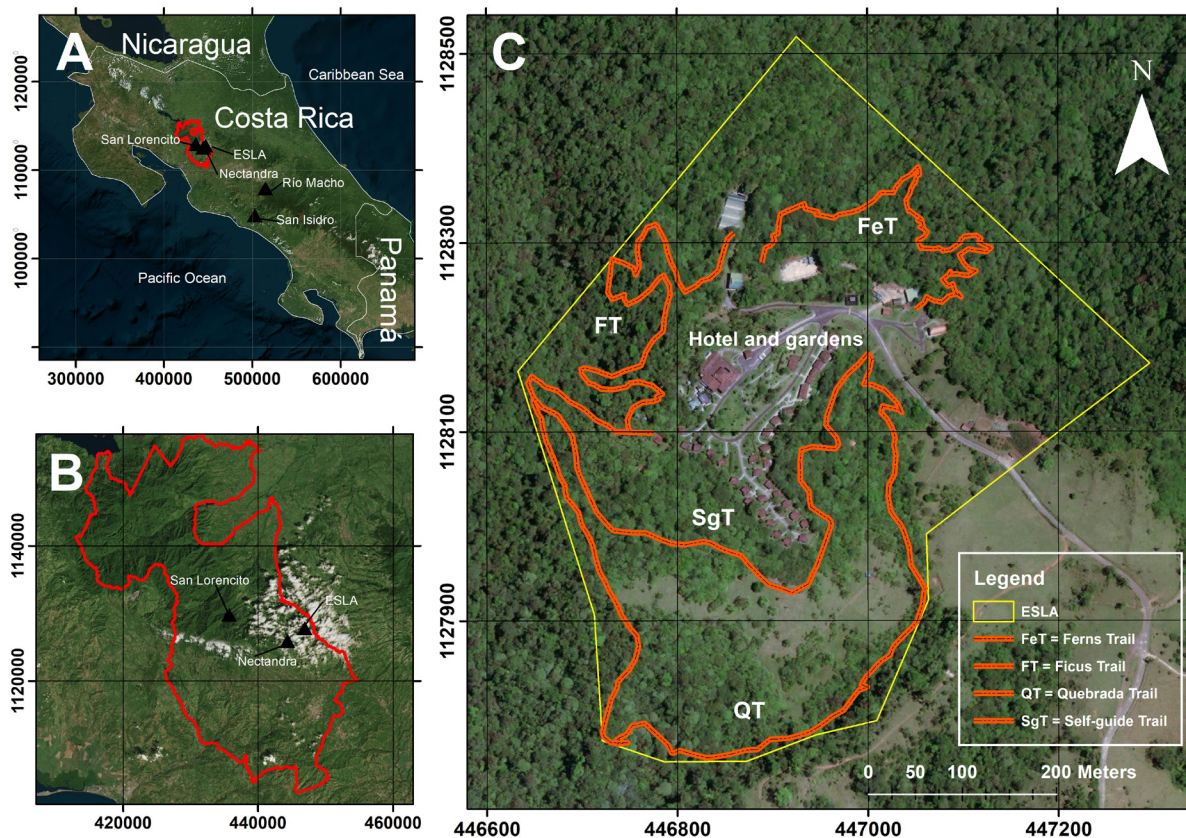 A
Nicaragua
Caribbean Sea
Costa Rica
San Lorencito
ESLA
Nectandra
Río Macho
San Isidro
Pacific Ocean
Panamá
120000
110000
100000
300000 400000 500000 600000
B
San Lorencito
ESLA
Nectandra
1140000
1120000
420000 440000 460000
C
N
FeT
FT
Hotel and gardens
SgT
QT
1128500
1128300
1128100
1127900
446600 446800 447000 447200
Legend
ESLA
FeT = Ferns Trail
FT = Ficus Trail
QT = Quebrada Trail
SgT = Self-guide Trail
0 50 100 200 Meters